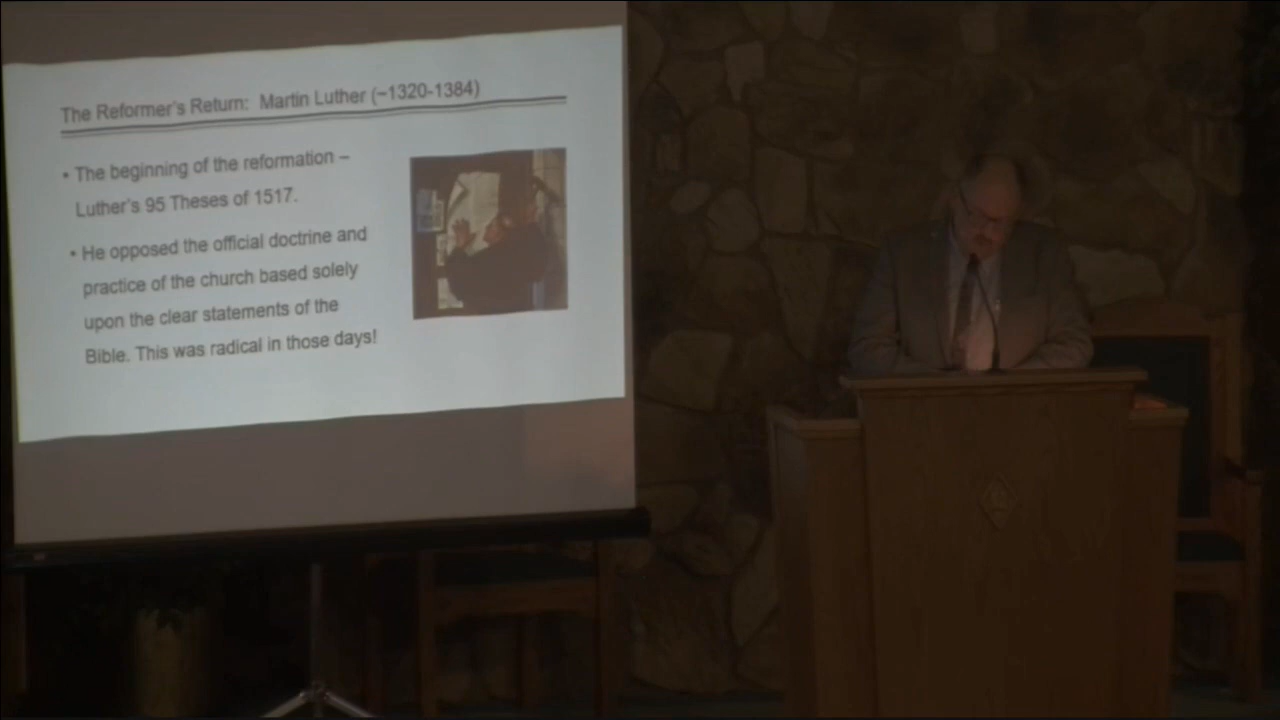 The Reformer's Return: Martin Luther (~1320-1384)
• The beginning of the reformation –
Luther's 95 Theses of 1517.
• He opposed the official doctrine and
practice of the church based solely
upon the clear statements of the
Bible. This was radical in those days!